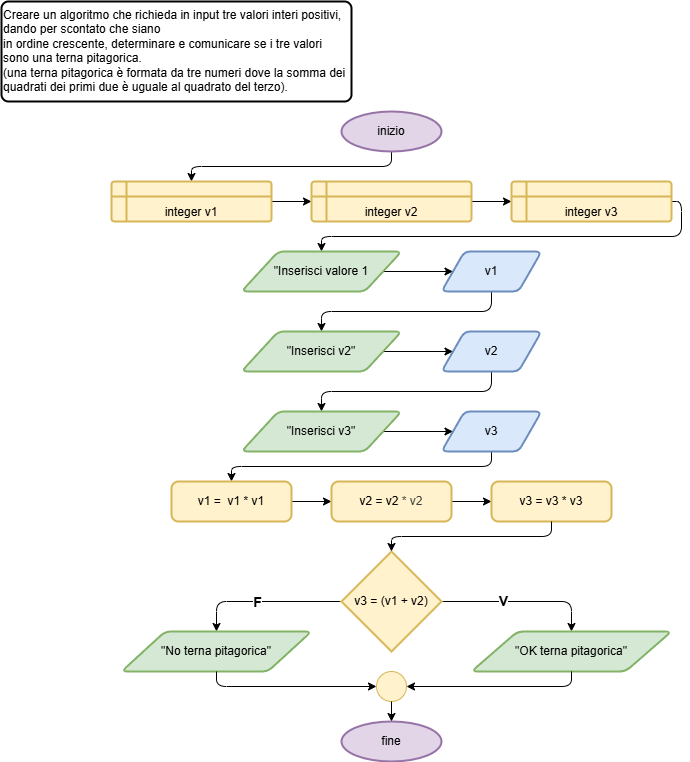 Creare un algoritmo che richieda in input tre valori interi positivi,
dando per scontato che siano
in ordine crescente, determinare e comunicare se i tre valori
sono una terna pitagorica.
(una terna pitagorica è formata da tre numeri dove la somma dei
quadrati dei primi due è uguale al quadrato del terzo).
inizio
integer v1
integer v2
integer v3
"Inserisci valore 1
v1
"Inserisci v2"
v2
"Inserisci v3"
v3
v1 =  v1 * v1
v2 = v2 * v2
v3 = v3 * v3
v3 = (v1 + v2)
F
V
"No terna pitagorica"
"OK terna pitagorica"
fine